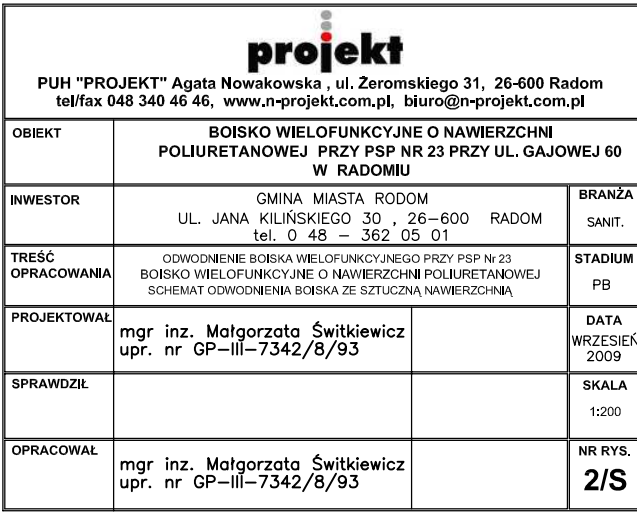 projekt
PUH "PROJEKT" Agata Nowakowska , ul. Żeromskiego 31, 26-600 Radom
tel/fax 048 340 46 46, www.n-projekt.com.pl, biuro@n-projekt.com.pl
OBIEKT
BOISKO WIELOFUNKCYJNE O NAWIERZCHNI
POLIURETANOWEJ PRZY PSP NR 23 PRZY UL. GAJOWEJ 60
W RADOMIU
INWESTOR
GMINA MIASTA RODOM
UL. JANA KILIŃSKIEGO 30 , 26-600 RADOM
tel. 0 48 - 362 05 01
BRANŻA
SANIT.
TREŚĆ
OPRACOWANIA
ODWODNIENIE BOISKA WIELOFUNKCYJNEGO PRZY PSP Nr 23
BOISKO WIELOFUNKCYJNE O NAWIERZCHNI POLIURETANOWEJ
SCHEMAT ODWODNIENIA BOISKA ZE SZTUCZNĄ NAWIERZCHNIĄ
STADIUM
PB
PROJEKTOWAŁ
mgr inz. Małgorzata Świtkiewicz
upr. nr GP-III-7342/8/93
DATA
WRZESIEŃ
2009
SPRAWDZIŁ
SKALA
1:200
OPRACOWAŁ
mgr inz. Małgorzata Świtkiewicz
upr. nr GP-III-7342/8/93
NR RYS.
2/S